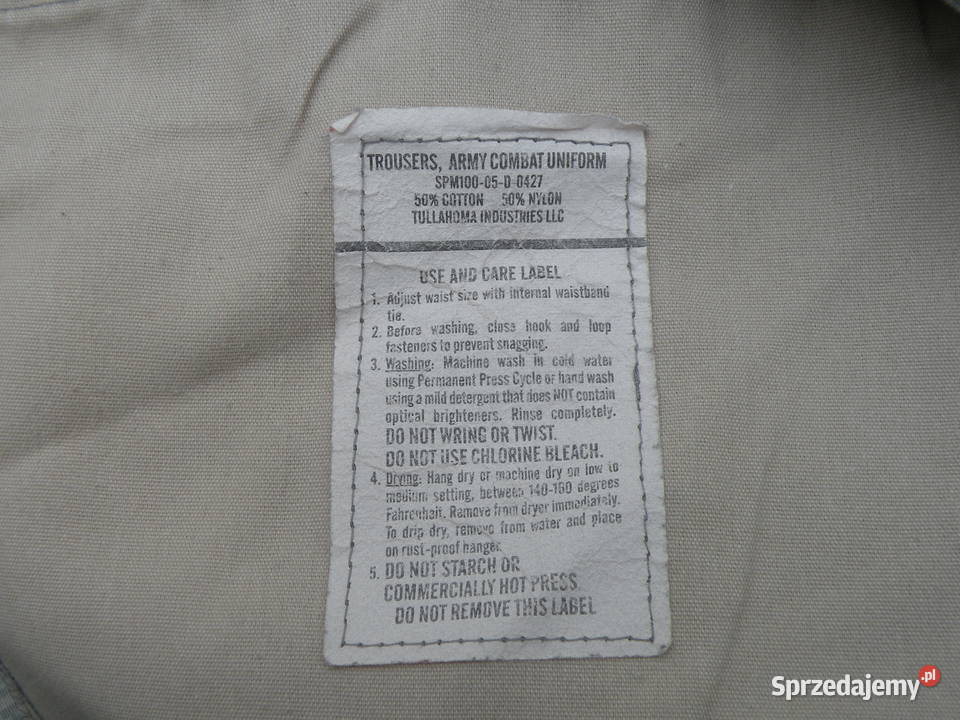 TROUSERS, ARMY COMBAT UNIFORM
SPM100-05-D-0427
50% COTTON 50% NYLON
TULLAHOMA INDUSTRIES LLC
USE AND CARE LABEL
1. Adjust waist size with internal waistband
tie.
2. Before washing, close hook and loop
fasteners to prevent snagging.
3. Washing: Machine wash in cold water
using Permanent Press Cycle or hand wash
using a mild detergent that does NOT contain
optical brighteners. Rinse completely.
DO NOT WRING OR TWIST.
DO NOT USE CHLORINE BLEACH.
4. Drying: Hang dry or machine dry on low to
medium setting, between 140-160 degrees
Fahrenheit. Remove from dryer immediately.
To drip dry, remove from water and place
on rust-proof hanger.
5. DO NOT STARCH OR
COMMERCIALLY HOT PRESS.
DO NOT REMOVE THIS LABEL
Sprzedajemy.pl